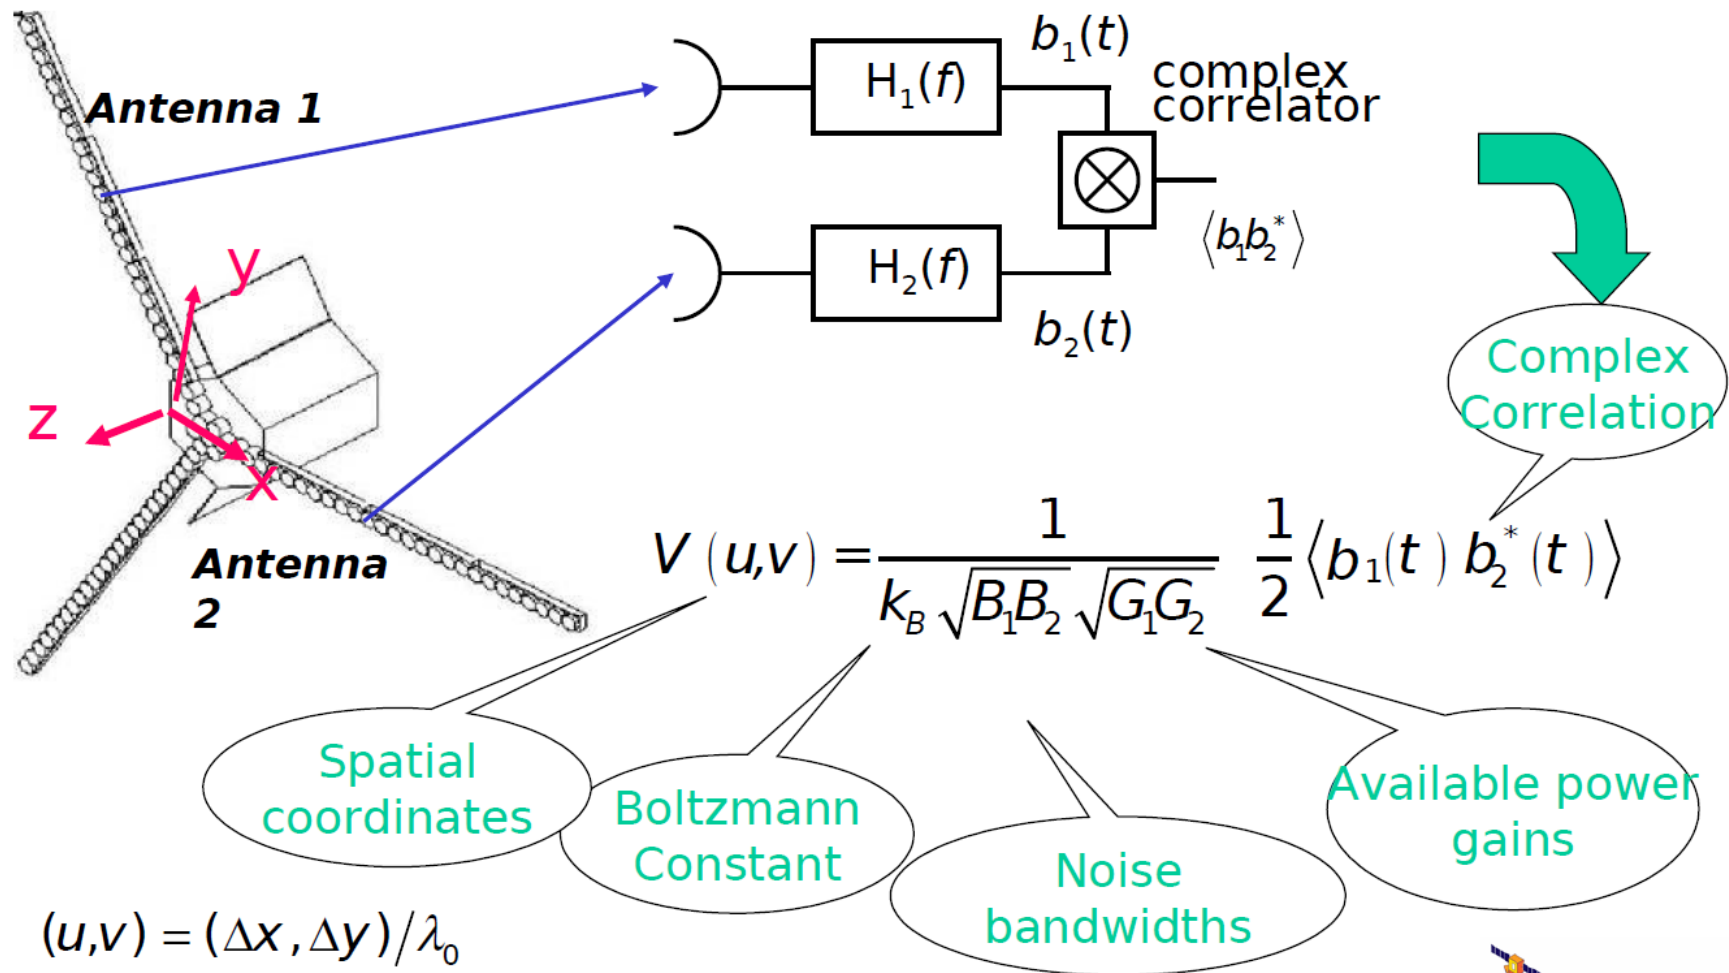 Antenna 1
H₁(f)
b₁(t)
complex
correlator
⟨b₁b₂*⟩
H₂(f)
b₂(t)
y
z
x
Antenna
2
Complex
Correlation
V (u,v) = 1 / (k_B √B₁B₂ √G₁G₂) 1/2 ⟨b₁(t) b₂*(t)⟩
Spatial
coordinates
Boltzmann
Constant
Noise
bandwidths
Available power
gains
(u,v) = (Δx, Δy)/λ₀